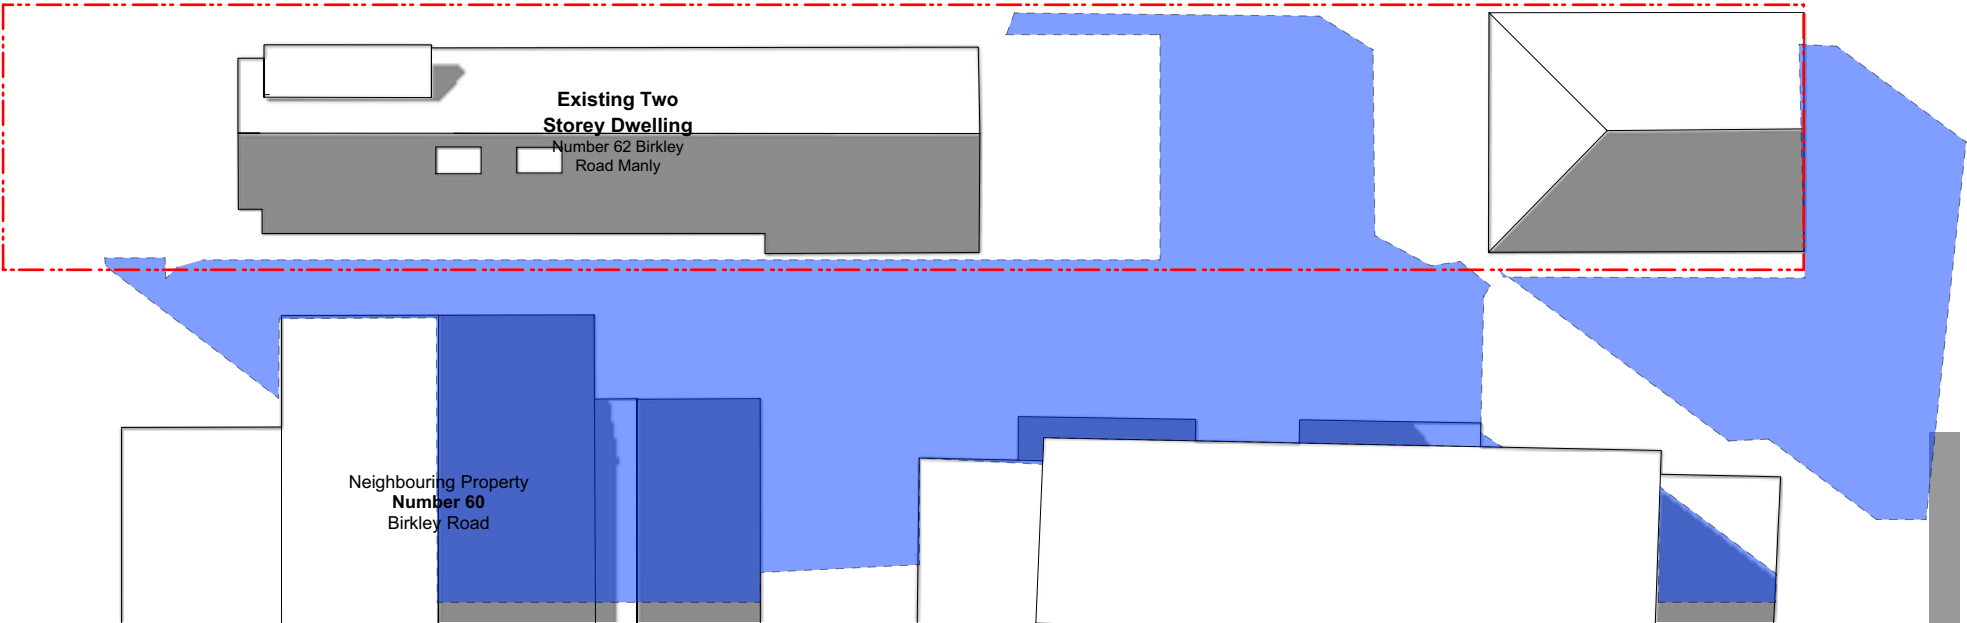 Existing Two
Storey Dwelling
Number 62 Birkley
Road Manly
Neighbouring Property
Number 60
Birkley Road